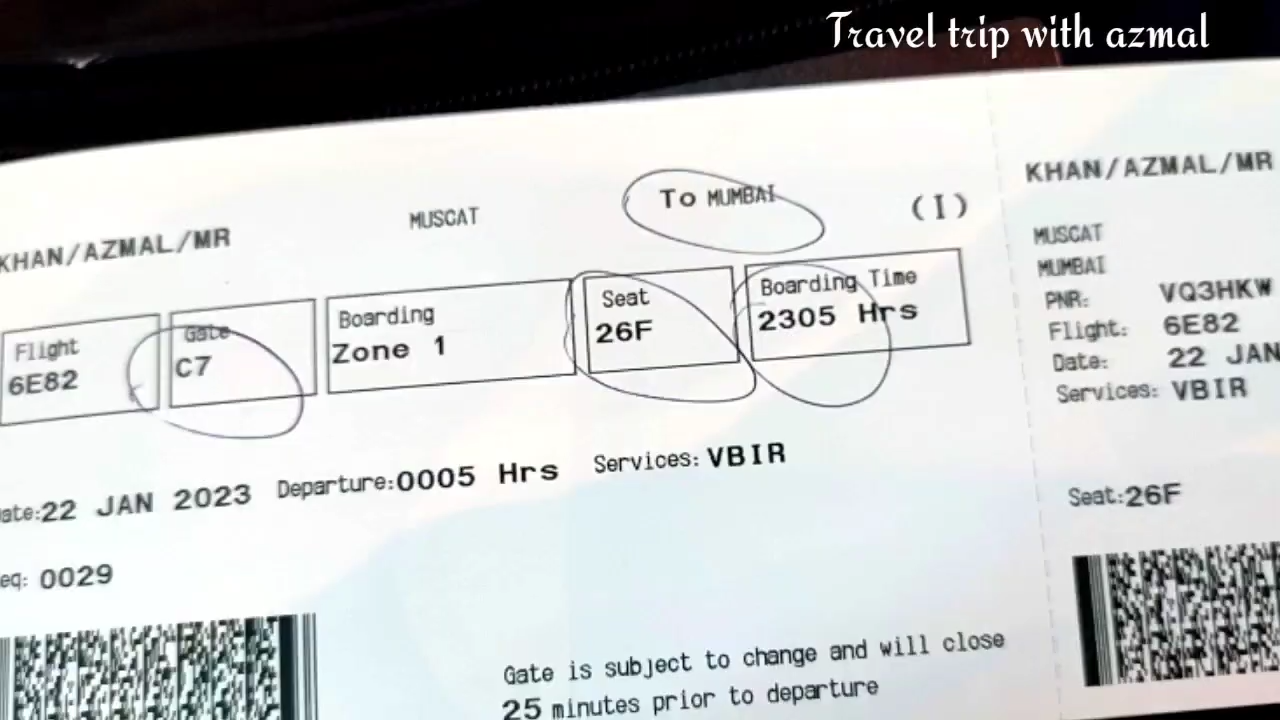 Travel trip with azmal
KHAN/AZMAL/MR MUSCAT To MUMBAI (I)
Flight Gate Boarding Seat Boarding Time
6E82 C7 Zone 1 26F 2305 Hrs
ate:22 JAN 2023 Departure:0005 Hrs Services: VBIR
eq: 0029
Gate is subject to change and will close
25 minutes prior to departure
KHAN/AZMAL/MR
MUSCAT
MUMBAI
PNR: VQ3HKW
Flight: 6E82
Date: 22 JAN
Services: VBIR
Seat:26F